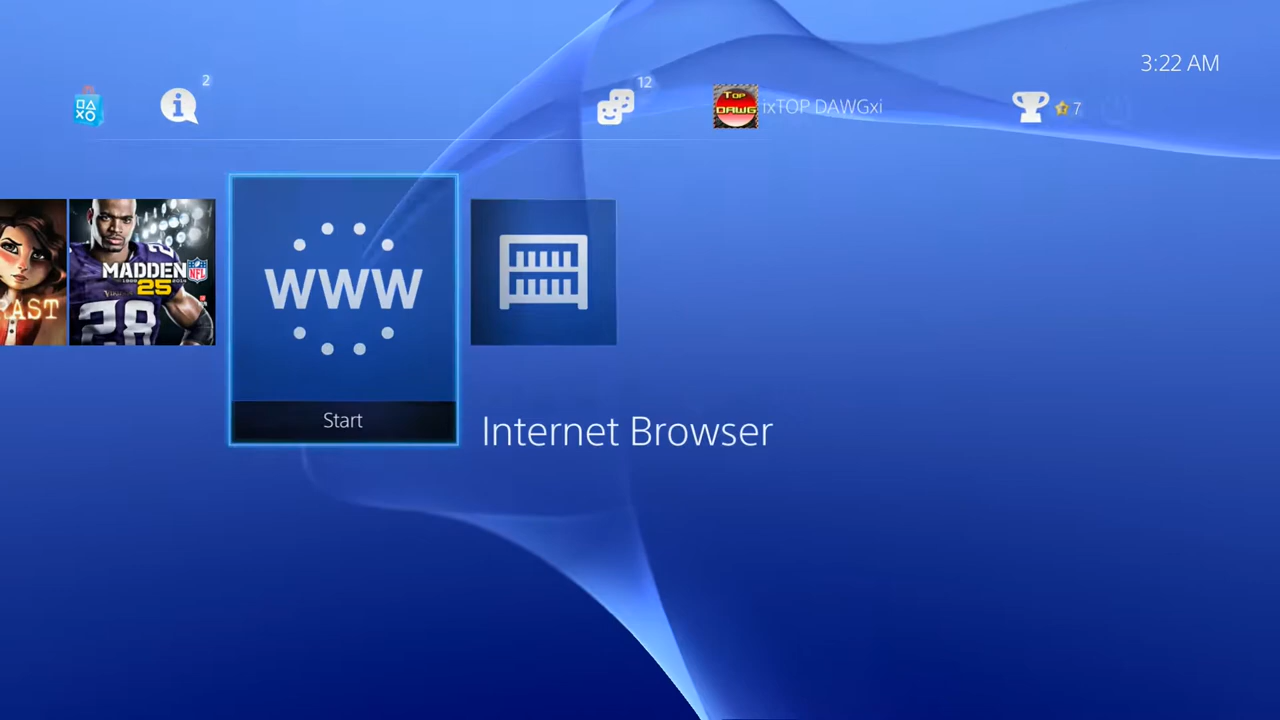 3:22 AM
2
12
TOP
DAWG
ixTOP DAWGxi
7
RAST
MADDEN
NFL
25
28
WWW
Start
Internet Browser